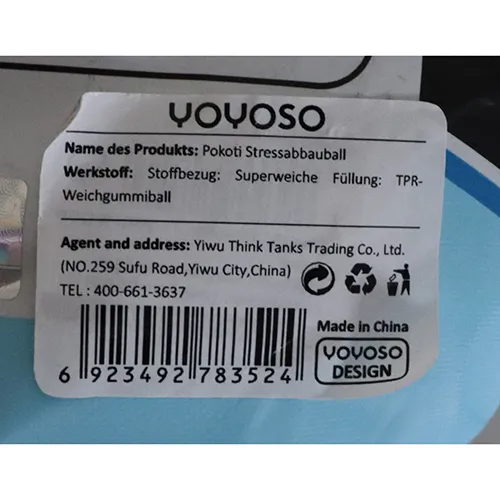 YOYOSO
Name des Produkts: Pokoti Stressabbauball
Werkstoff: Stoffbezug: Superweiche Füllung: TPR-
Weichgummiball
Agent and address: Yiwu Think Tanks Trading Co., Ltd.
(NO.259 Sufu Road,Yiwu City,China)
TEL : 400-661-3637
Made in China
YOYOSO
DESIGN
6 923492 783524